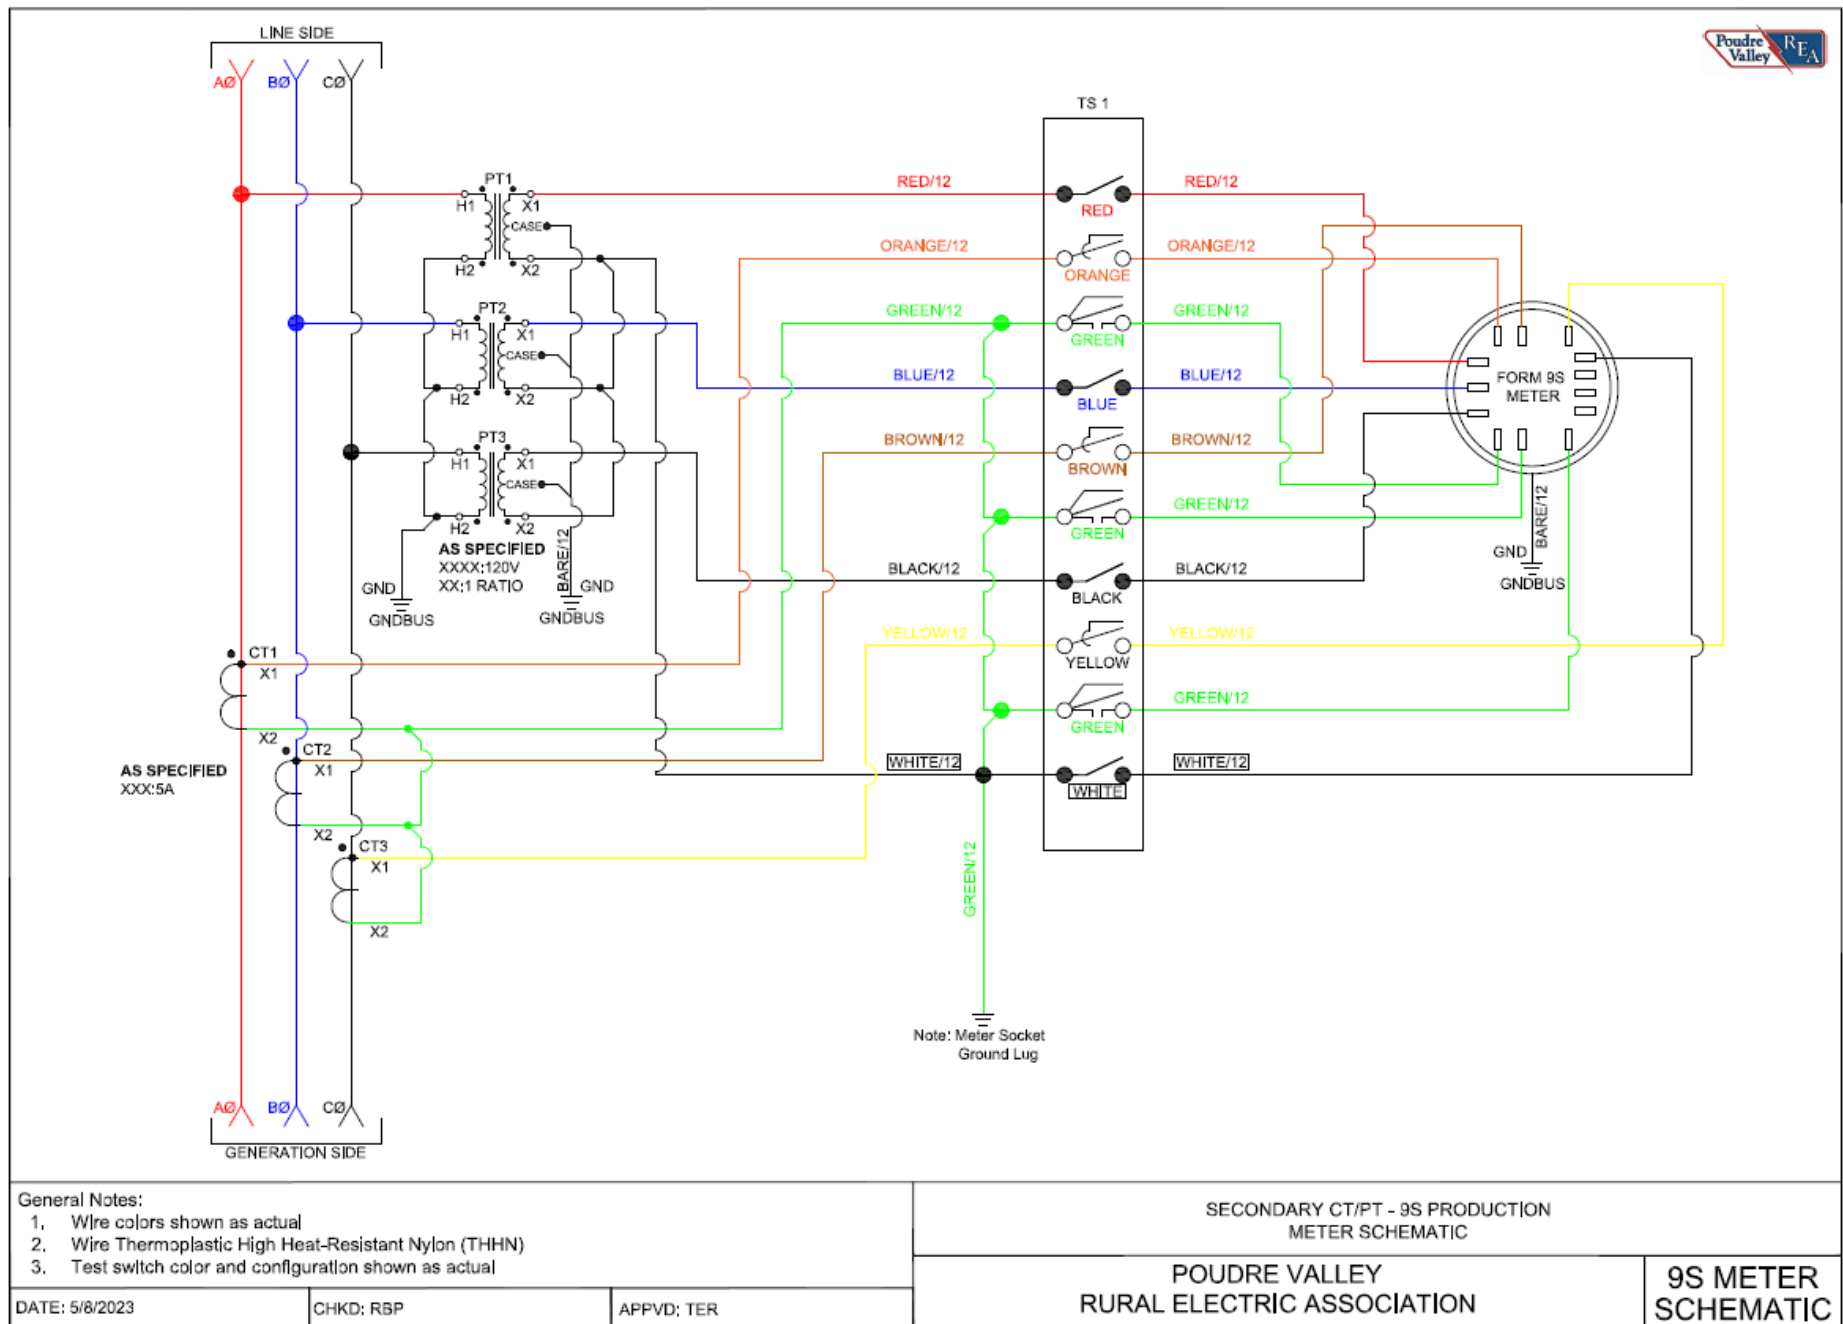 LINE SIDE
AØ
BØ
CØ
Poudre Valley REA
TS 1
PT1
H1
X1
CASE
H2
X2
RED/12
RED
RED/12
ORANGE/12
ORANGE
ORANGE/12
PT2
H1
X1
CASE
H2
X2
GREEN/12
GREEN
GREEN/12
BLUE/12
BLUE
BLUE/12
FORM 9S
METER
PT3
H1
X1
CASE
H2
X2
BROWN/12
BROWN
BROWN/12
GREEN
GREEN/12
AS SPECIFIED
XXXX:120V
XX:1 RATIO
GND
GNDBUS
BARE/12
GND
GNDBUS
BLACK/12
BLACK
BLACK/12
BARE/12
GND
GNDBUS
YELLOW/12
YELLOW
YELLOW/12
CT1
X1
X2
GREEN
GREEN/12
AS SPECIFIED
XXX:5A
CT2
X1
X2
WHITE/12
WHITE
WHITE/12
CT3
X1
X2
GREEN/12
Note: Meter Socket
Ground Lug
AØ
BØ
CØ
GENERATION SIDE
General Notes:
1. Wire colors shown as actual
2. Wire Thermoplastic High Heat-Resistant Nylon (THHN)
3. Test switch color and configuration shown as actual
DATE: 5/8/2023
CHKD: RBP
APPVD: TER
SECONDARY CT/PT - 9S PRODUCTION
METER SCHEMATIC
POUDRE VALLEY
RURAL ELECTRIC ASSOCIATION
9S METER
SCHEMATIC